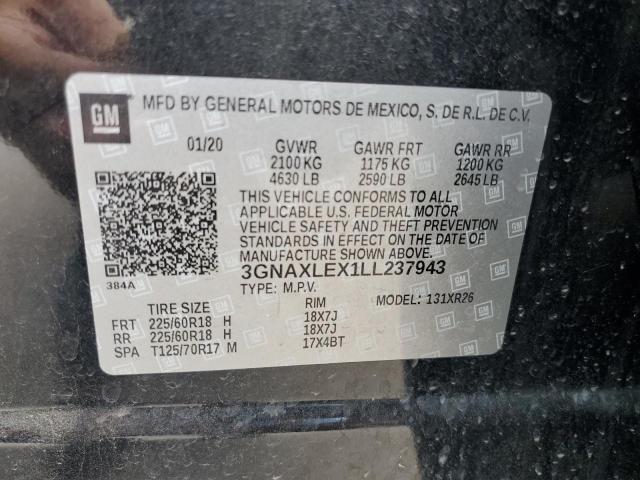 GM MFD BY GENERAL MOTORS DE MEXICO, S. DE R.L. DE C.V.
01/20 GVWR GAWR FRT GAWR RR
2100 KG 1175 KG 1200 KG
4630 LB 2590 LB 2645 LB
THIS VEHICLE CONFORMS TO ALL
APPLICABLE U.S. FEDERAL MOTOR
VEHICLE SAFETY AND THEFT PREVENTION
STANDARDS IN EFFECT ON THE DATE OF
MANUFACTURE SHOWN ABOVE.
384A 3GNAXLEX1LL237943
TYPE: M.P.V. MODEL: 131XR26
TIRE SIZE RIM
FRT 225/60R18 H 18X7J
RR 225/60R18 H 18X7J
SPA T125/70R17 M 17X4BT